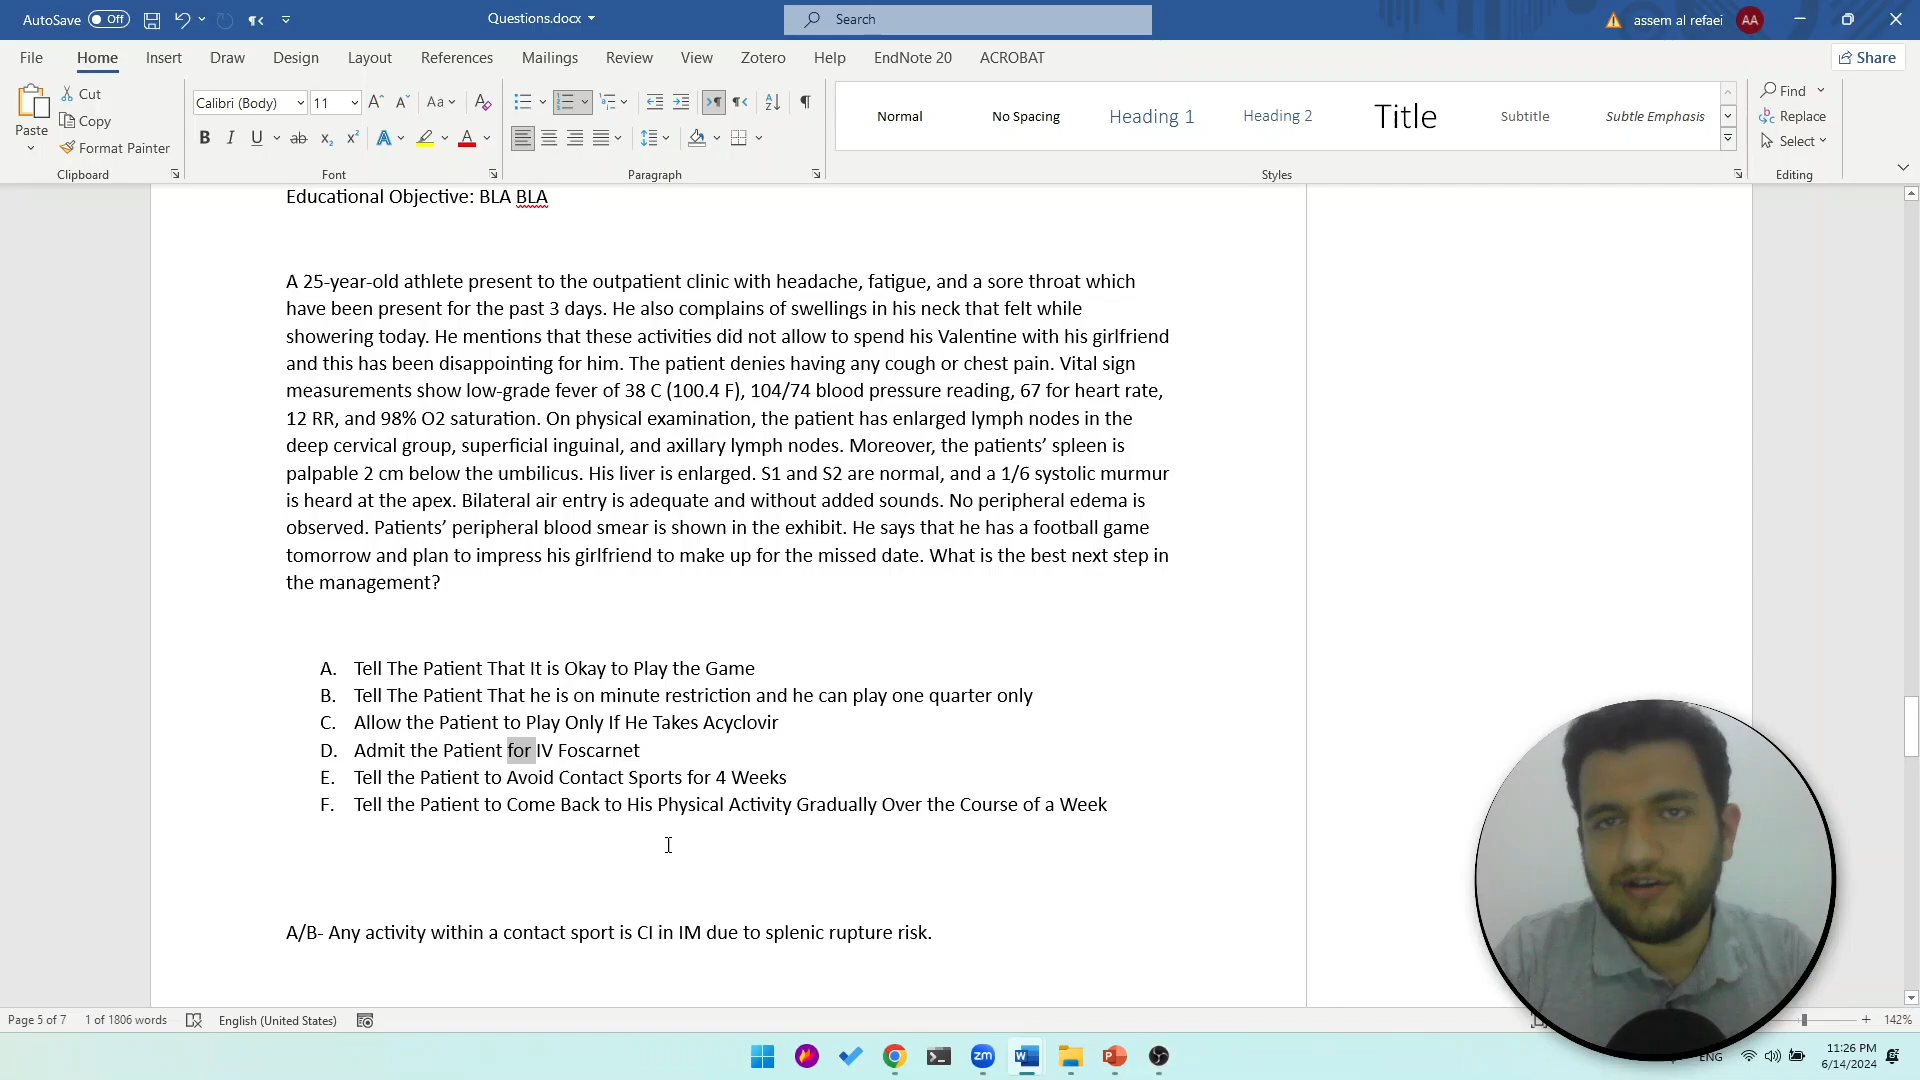 AutoSave Off Questions.docx Search assem al refaei AA
File Home Insert Draw Design Layout References Mailings Review View Zotero Help EndNote 20 ACROBAT Share
Paste Cut Copy Format Painter Clipboard
Calibri (Body) 11 Font Paragraph
Normal No Spacing Heading 1 Heading 2 Title Subtitle Subtle Emphasis Styles
Find Replace Select Editing
Educational Objective: BLA BLA
A 25-year-old athlete present to the outpatient clinic with headache, fatigue, and a sore throat which
have been present for the past 3 days. He also complains of swellings in his neck that felt while
showering today. He mentions that these activities did not allow to spend his Valentine with his girlfriend
and this has been disappointing for him. The patient denies having any cough or chest pain. Vital sign
measurements show low-grade fever of 38 C (100.4 F), 104/74 blood pressure reading, 67 for heart rate,
12 RR, and 98% O2 saturation. On physical examination, the patient has enlarged lymph nodes in the
deep cervical group, superficial inguinal, and axillary lymph nodes. Moreover, the patients’ spleen is
palpable 2 cm below the umbilicus. His liver is enlarged. S1 and S2 are normal, and a 1/6 systolic murmur
is heard at the apex. Bilateral air entry is adequate and without added sounds. No peripheral edema is
observed. Patients’ peripheral blood smear is shown in the exhibit. He says that he has a football game
tomorrow and plan to impress his girlfriend to make up for the missed date. What is the best next step in
the management?
A. Tell The Patient That It is Okay to Play the Game
B. Tell The Patient That he is on minute restriction and he can play one quarter only
C. Allow the Patient to Play Only If He Takes Acyclovir
D. Admit the Patient for IV Foscarnet
E. Tell the Patient to Avoid Contact Sports for 4 Weeks
F. Tell the Patient to Come Back to His Physical Activity Gradually Over the Course of a Week
A/B- Any activity within a contact sport is CI in IM due to splenic rupture risk.
Page 5 of 7 1 of 1806 words English (United States) 142%
ENG 11:26 PM
6/14/2024